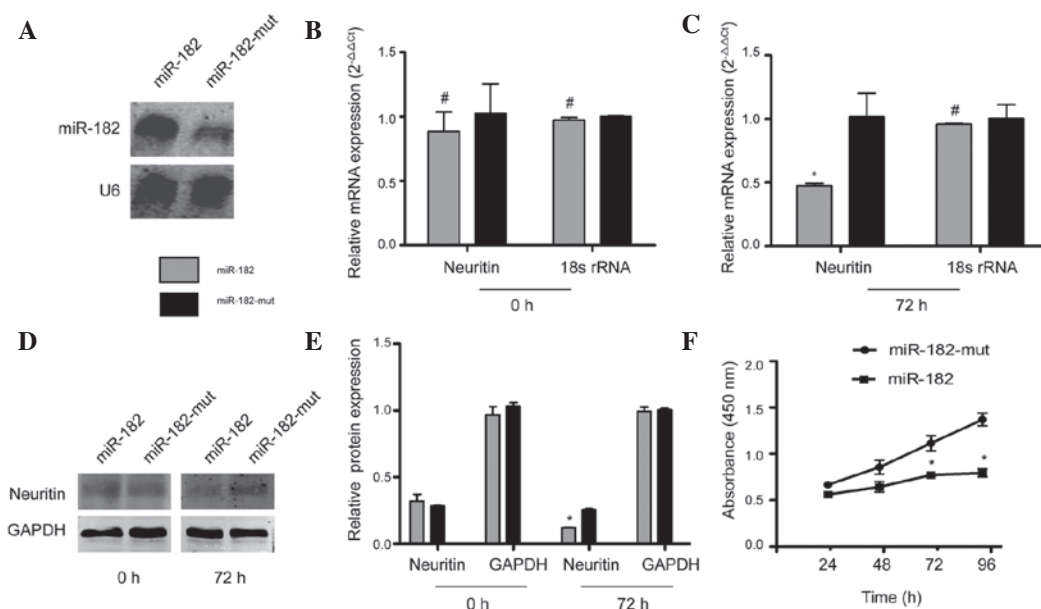 A
miR-182
miR-182-mut
miR-182
U6
miR-182
miR-182-mut
B
Relative mRNA expression (2-ΔΔCt)
1.5
1.0
0.5
0.0
#
#
Neuritin
18s rRNA
0 h
C
Relative mRNA expression (2-ΔΔCt)
1.5
1.0
0.5
0.0
*
#
Neuritin
18s rRNA
72 h
D
miR-182
miR-182-mut
miR-182
miR-182-mut
Neuritin
GAPDH
0 h
72 h
E
Relative protein expression
1.5
1.0
0.5
0.0
*
Neuritin
GAPDH
Neuritin
GAPDH
0 h
72 h
F
miR-182-mut
miR-182
Absorbance (450 nm)
2.0
1.5
1.0
0.5
0.0
*
*
24
48
72
96
Time (h)